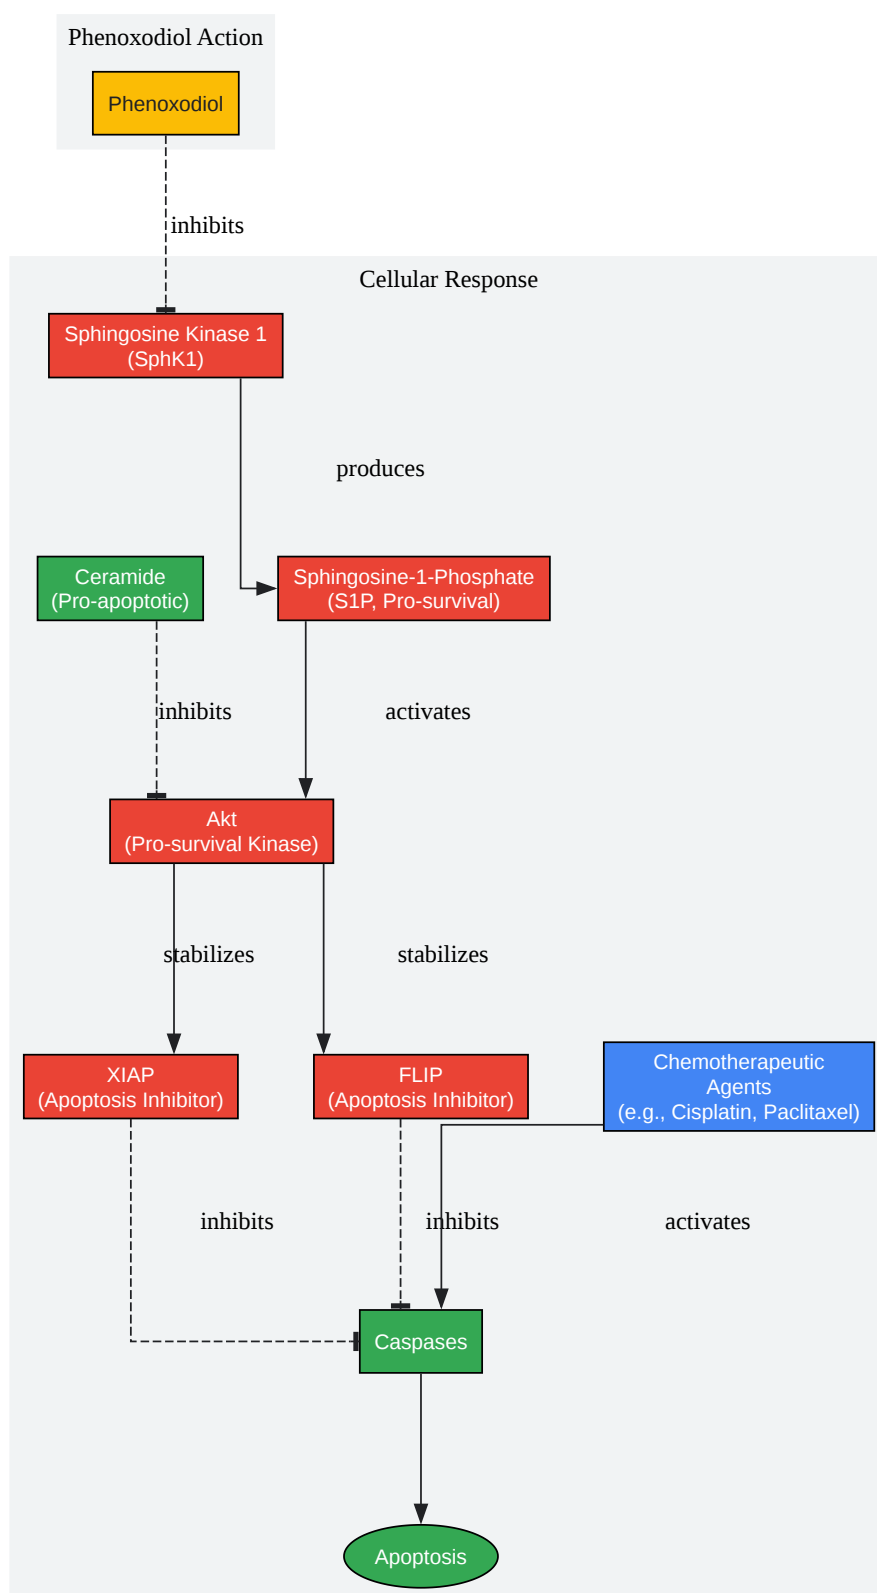 Phenoxodiol Action
Phenoxodiol
inhibits
Cellular Response
Sphingosine Kinase 1
(SphK1)
produces
Ceramide
(Pro-apoptotic)
Sphingosine-1-Phosphate
(S1P, Pro-survival)
inhibits
activates
Akt
(Pro-survival Kinase)
stabilizes
stabilizes
XIAP
(Apoptosis Inhibitor)
FLIP
(Apoptosis Inhibitor)
Chemotherapeutic
Agents
(e.g., Cisplatin, Paclitaxel)
inhibits
inhibits
activates
Caspases
Apoptosis